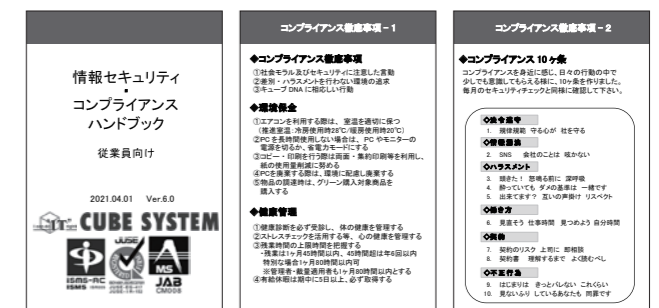 情報セキュリティ
・
コンプライアンス
ハンドブック
従業員向け
2021.04.01 Ver.6.0
CUBE SYSTEM
JUSE
ISMS-AC
ISMS
MS
JAB
CM008
コンプライアンス徹底事項－1
◆コンプライアンス徹底事項
①社会モラル及びセキュリティに注意した言動
②差別・ハラスメントを行わない環境の追求
③キューブ DNA に相応しい行動
◆環境保全
①エアコンを利用する際は、室温を適切に保つ
(推進室温:冷房使用時28℃/暖房使用時20℃)
②PC を長時間使用しない場合は、PC やモニターの
電源を切るか、省電力モードにする
③コピー・印刷を行う際は両面・集約印刷等を利用し、
紙の使用量削減に努める
④PCを廃棄する際は、環境に配慮し廃棄する
⑤物品の調達時は、グリーン購入対象商品を
購入する
◆健康管理
①健康診断を必ず受診し、体の健康を管理する
②ストレスチェックを活用する等、心の健康を管理する
③残業時間の上限時間を把握する
・残業は1ヶ月45時間以内、45時間超は年6回以内
特別な場合1ヶ月80時間以内可
※管理者・裁量適用者も1ヶ月80時間以内とする
④有給休暇は期中に5日以上、必ず取得する
コンプライアンス徹底事項－2
◆コンプライアンス 10ヶ条
コンプライアンスを身近に感じ、日々の行動の中で
少しでも意識してもらえる様に、10ヶ条を作りました。
毎月のセキュリティチェックと同様に確認して下さい。
◇法令遵守
1. 規律規範 守る心が 社を守る
◇情報漏洩
2. SNS 会社のことは 呟かない
◇ハラスメント
3. 頭きた！ 怒鳴る前に 深呼吸
4. 酔っていても ダメの基準は 一緒です
5. 出来てます？ 互いの声掛け リスペクト
◇働き方
6. 見直そう 仕事時間 見つめよう 自分時間
◇契約
7. 契約のリスク 上司に 即相談
8. 契約書 理解するまで よく読むべし
◇不正行為
9. はじまりは きっとバレない これくらい
10. 見ないふり しているあなたも 同罪です